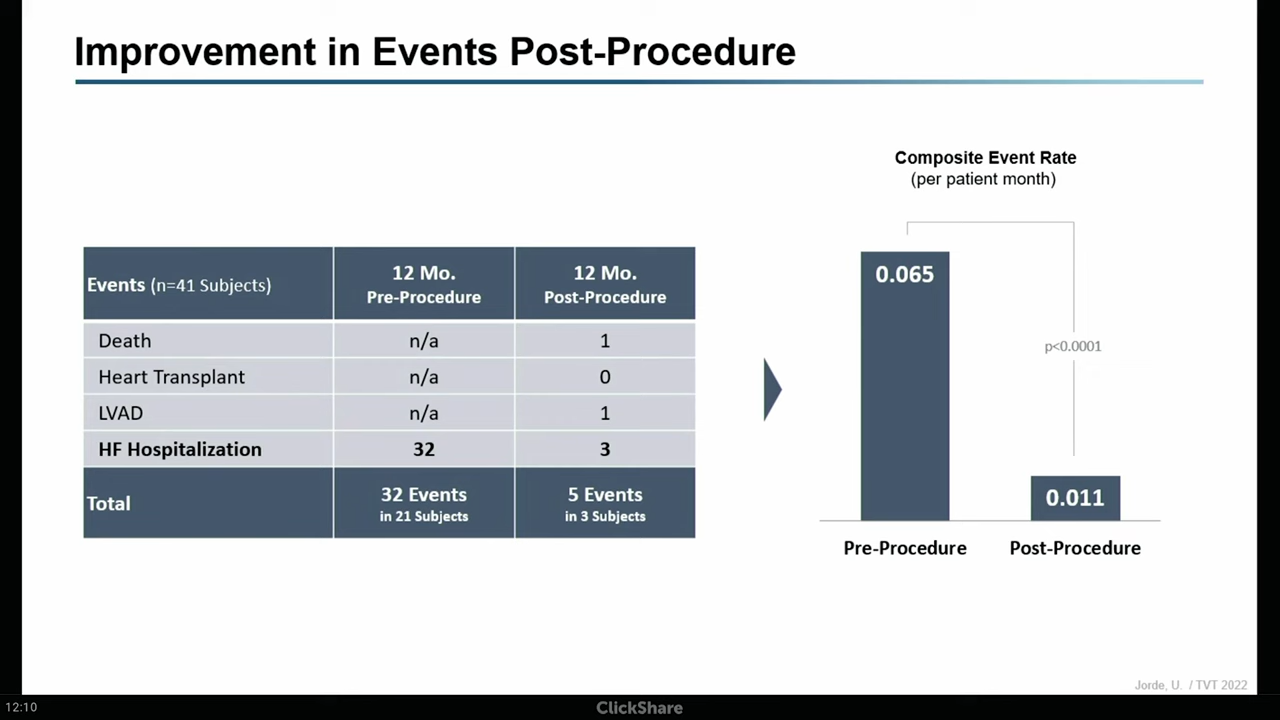 Improvement in Events Post-Procedure
Composite Event Rate
(per patient month)
Events (n=41 Subjects)
12 Mo.
Pre-Procedure
12 Mo.
Post-Procedure
Death n/a 1
Heart Transplant n/a 0
LVAD n/a 1
HF Hospitalization 32 3
Total
32 Events
in 21 Subjects
5 Events
in 3 Subjects
0.065
p<0.0001
0.011
Pre-Procedure
Post-Procedure
Jorde, U. / TVT 2022
12:10
ClickShare